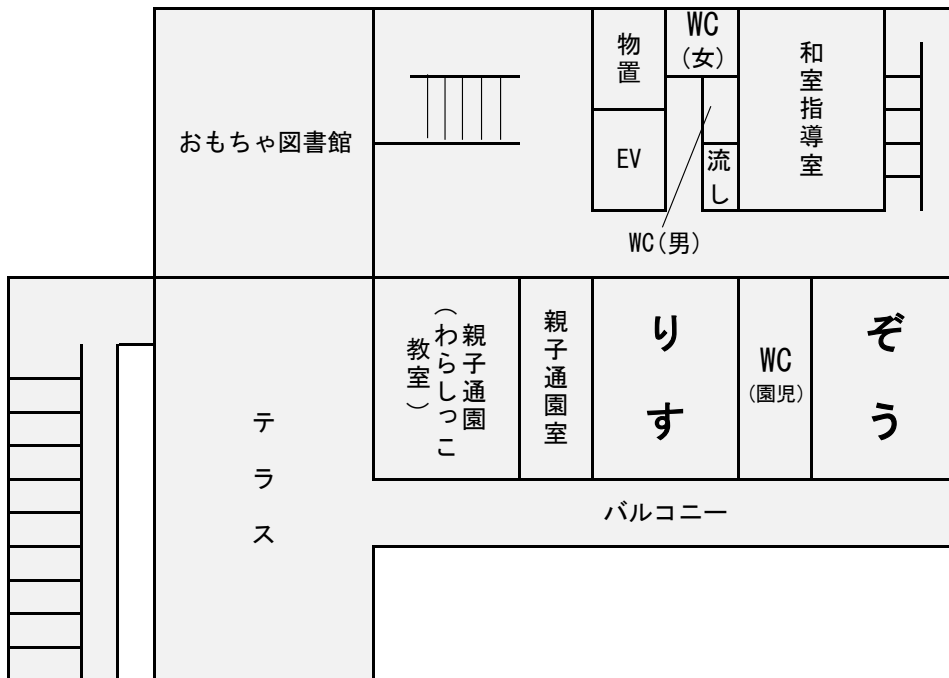 おもちゃ図書館
物置
EV
WC
(女)
流し
WC(男)
和室指導室
親子通園
(わらしっこ
教室)
親子通園室
りす
WC
(園児)
ぞう
テラス
バルコニー